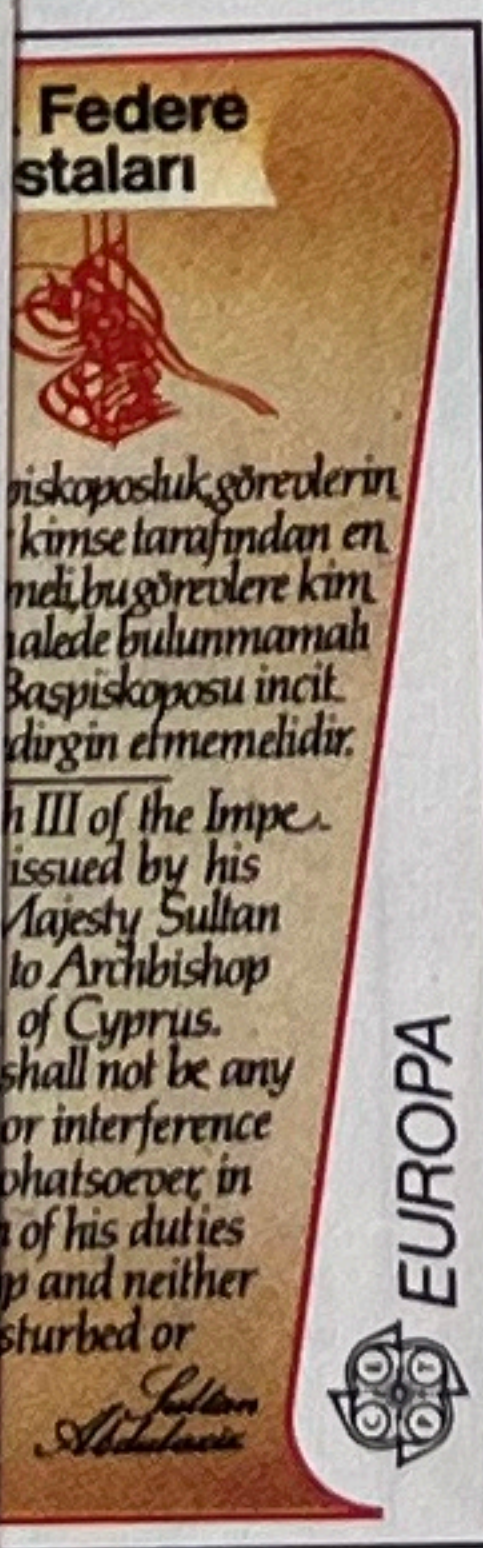 . Federe
staları
piskoposluk görevlerin
kimse tarafından en
meli, bu görevlere kim
alede bulunmamalı
Başpiskoposu incit
dirgin etmemelidir.
h III of the Impe
issued by his
Majesty Sultan
to Archbishop
of Cyprus.
shall not be any
or interference
whatsoever, in
of his duties
p and neither
sturbed or
Sultan
Abdulaziz
EUROPA
C E P T